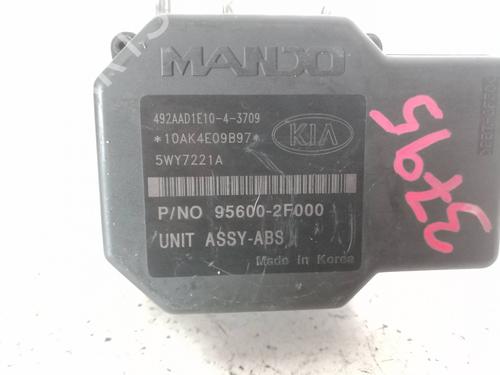 MANDO
492AAD1E10-4-3709
*10AK4E09B97*
KIA
5WY7221A
P/NO 95600-2F000
UNIT ASSY-ABS
Made in Korea
3795